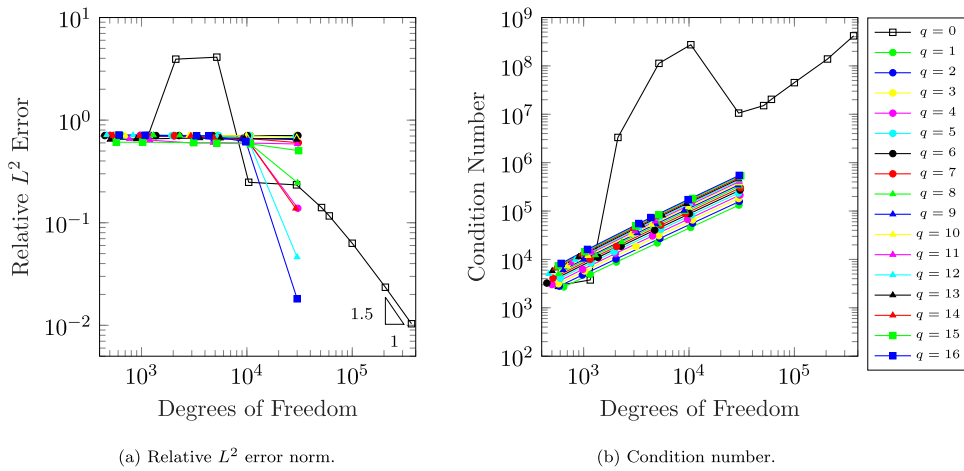 10^1
10^0
10^{-1}
10^{-2}
Relative L^2 Error
1.5
1
10^3
10^4
10^5
Degrees of Freedom
(a) Relative L^2 error norm.
10^9
10^8
10^7
10^6
10^5
10^4
10^3
10^2
Condition Number
10^3
10^4
10^5
Degrees of Freedom
(b) Condition number.
q = 0
q = 1
q = 2
q = 3
q = 4
q = 5
q = 6
q = 7
q = 8
q = 9
q = 10
q = 11
q = 12
q = 13
q = 14
q = 15
q = 16